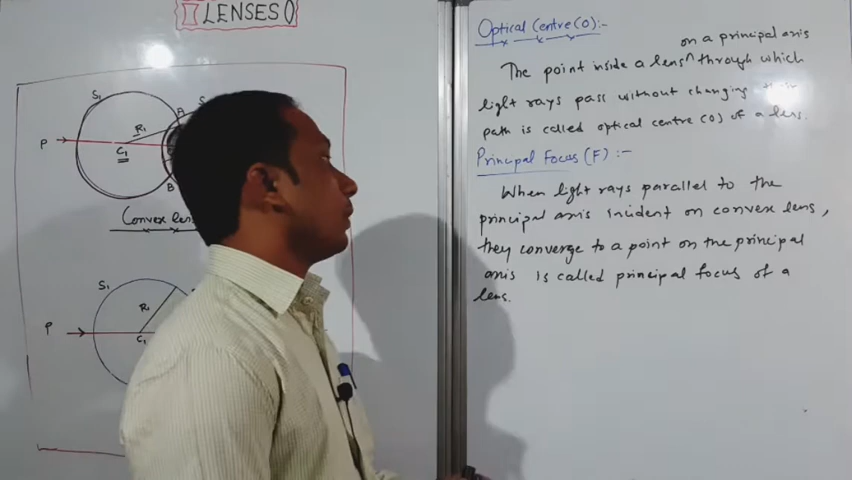 LENSES
S1
A
S
R1
P
C1
B
Convex lens
S1
R1
P
C1
Optical Centre (O) :-
on a principal axis
The point inside a lens ^ through which
light rays pass without changing their
path is called optical centre (O) of a lens.
Principal Focus (F) :-
When light rays parallel to the
principal axis incident on convex lens,
they converge to a point on the principal
axis is called principal focus of a
lens.